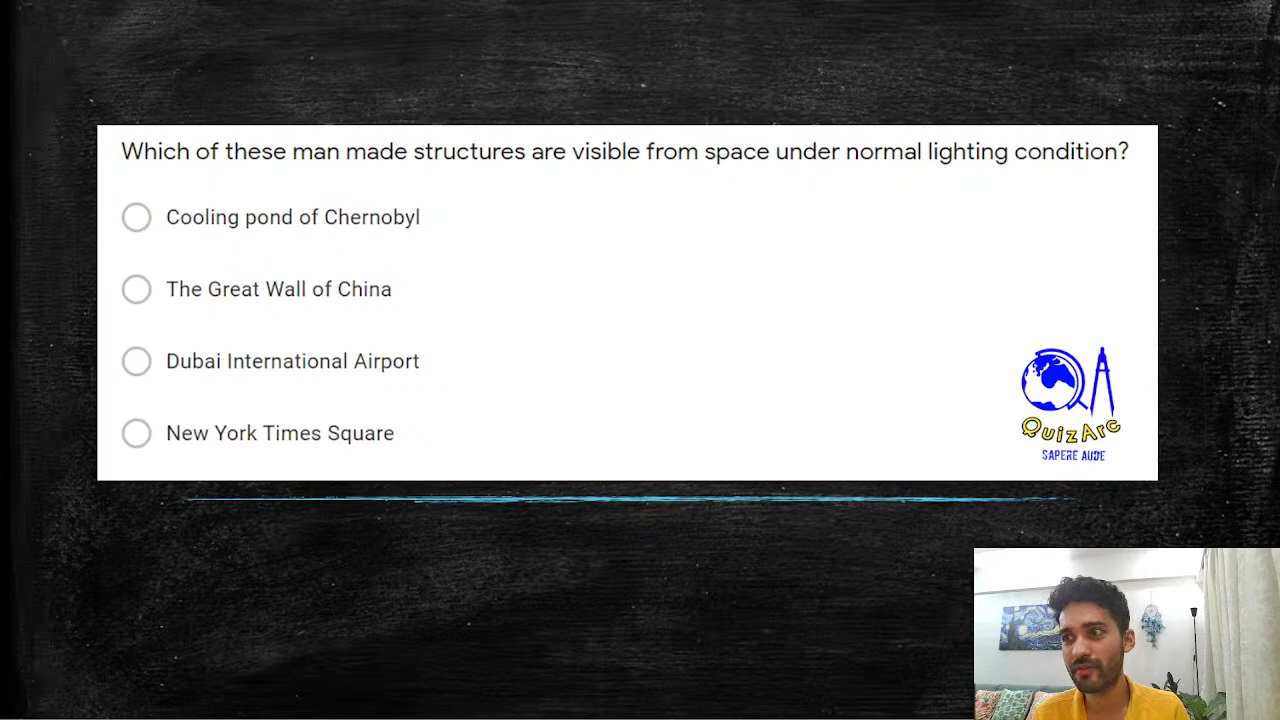 Which of these man made structures are visible from space under normal lighting condition?
Cooling pond of Chernobyl
The Great Wall of China
Dubai International Airport
New York Times Square
QuizArc
SAPERE AUDE